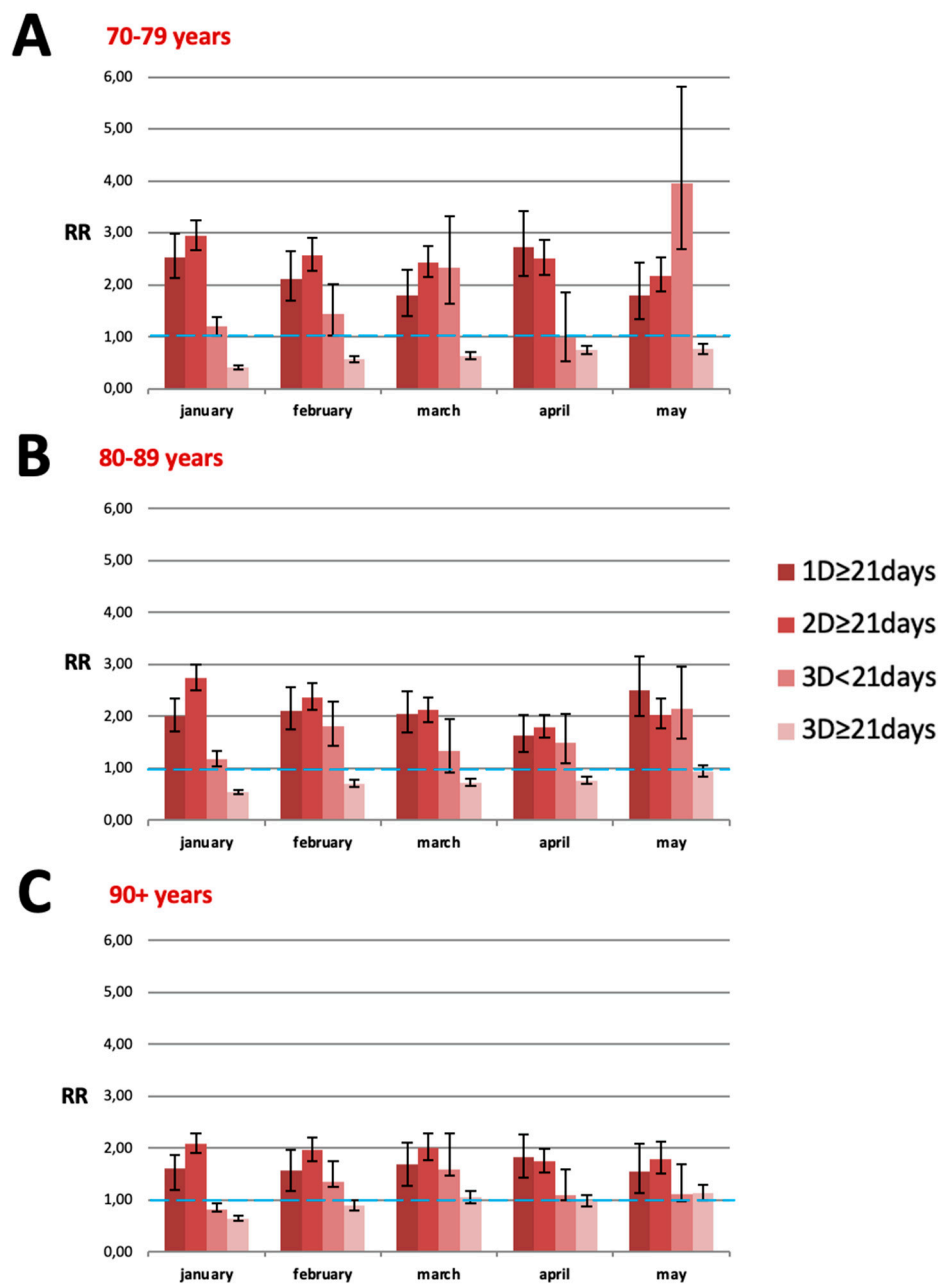 A
70-79 years
6,00
5,00
4,00
RR 3,00
2,00
1,00
0,00
january february march april may
B
80-89 years
6,00
5,00
4,00
RR 3,00
2,00
1,00
0,00
january february march april may
1D≥21days
2D≥21days
3D<21days
3D≥21days
C
90+ years
6,00
5,00
4,00
RR 3,00
2,00
1,00
0,00
january february march april may